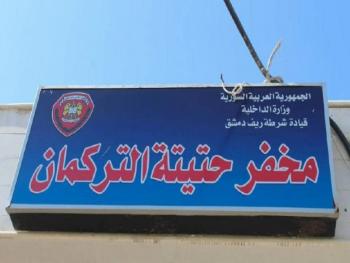 الجمهورية العربية السورية
وزارة الداخلية
قيادة شرطة ريف دمشق
مخفر حتيتة التركمان